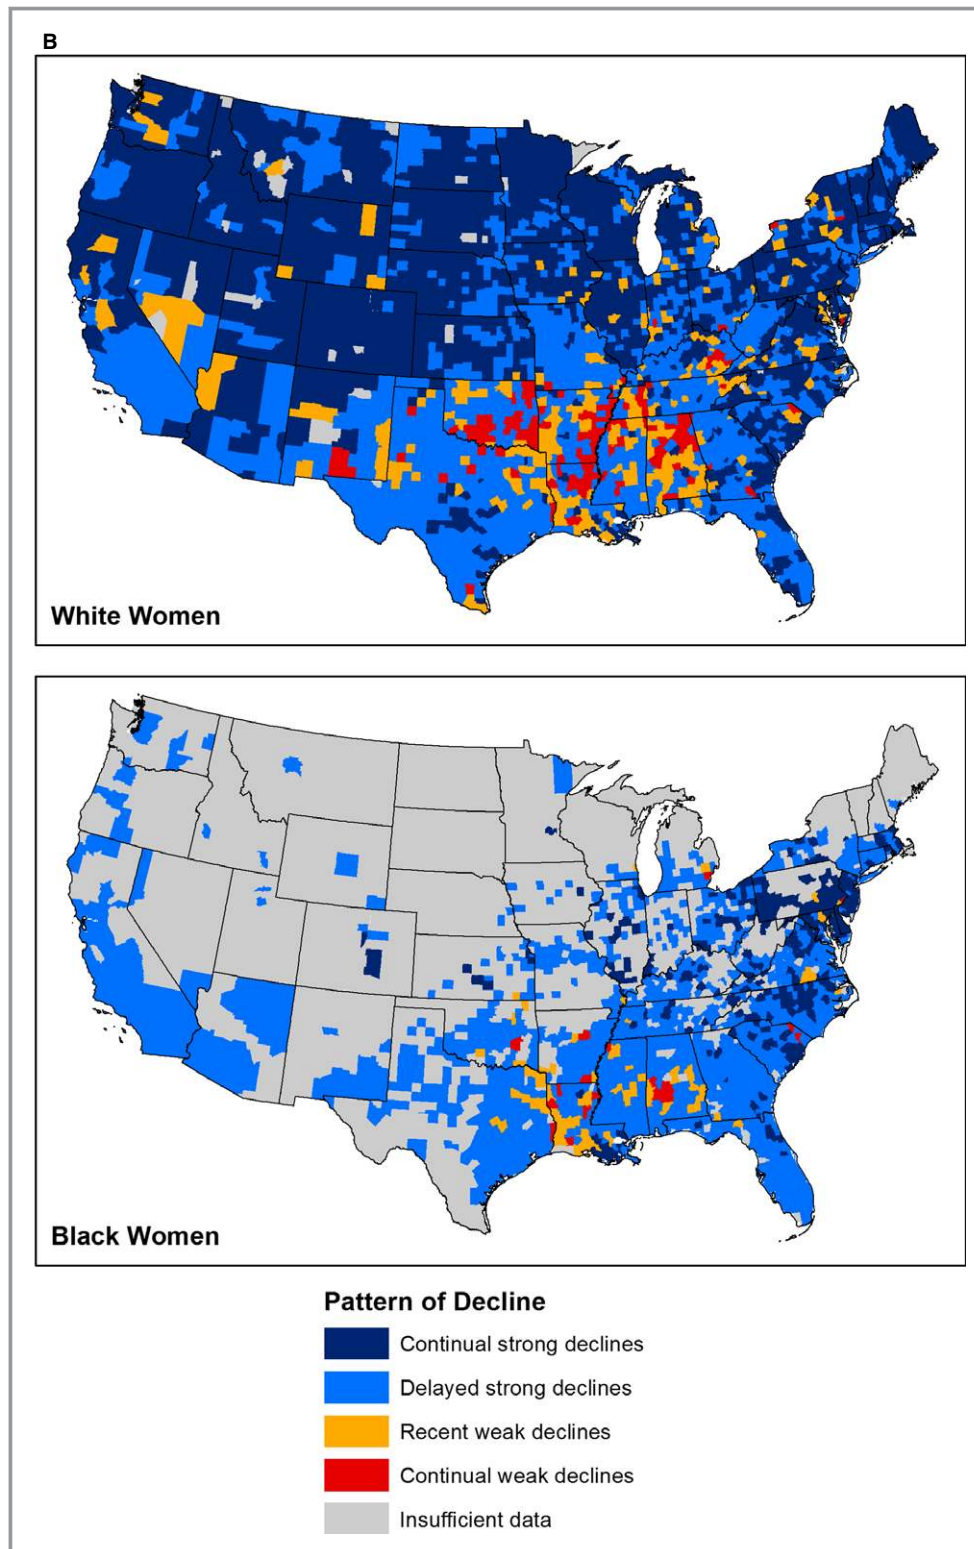 B
White Women
Black Women
Pattern of Decline
Continual strong declines
Delayed strong declines
Recent weak declines
Continual weak declines
Insufficient data